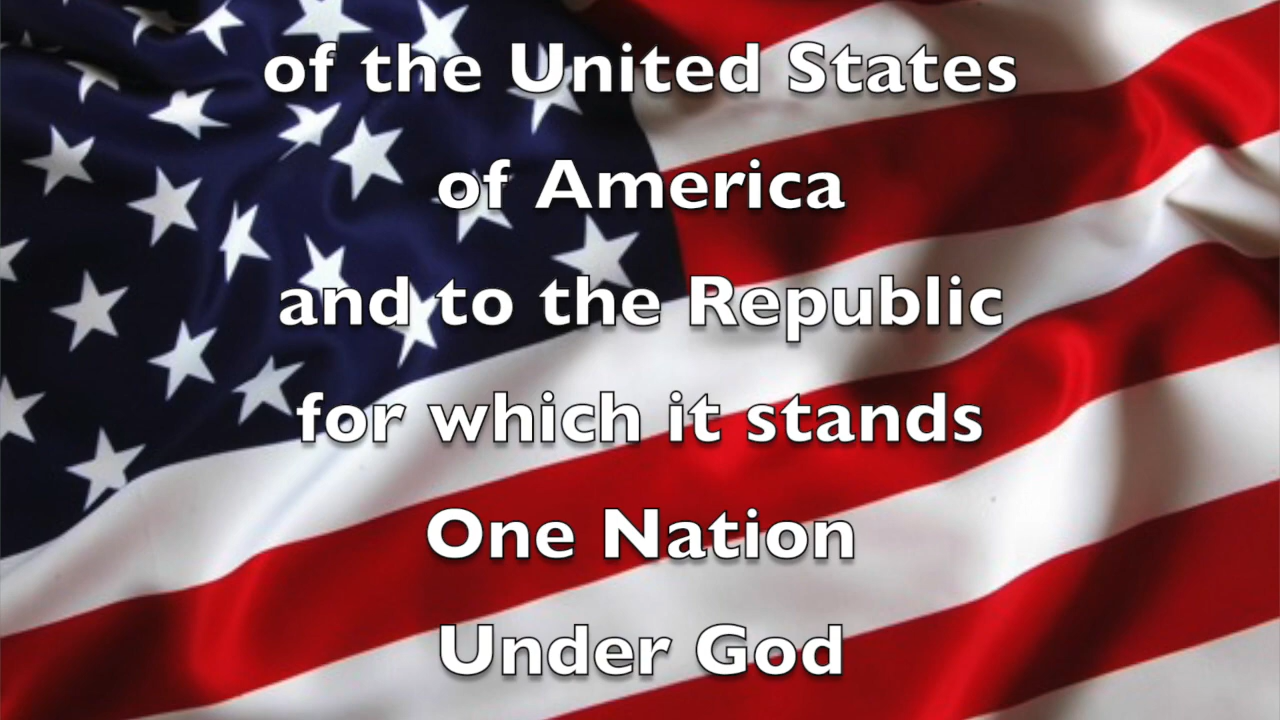 of the United States
of America
and to the Republic
for which it stands
One Nation
Under God